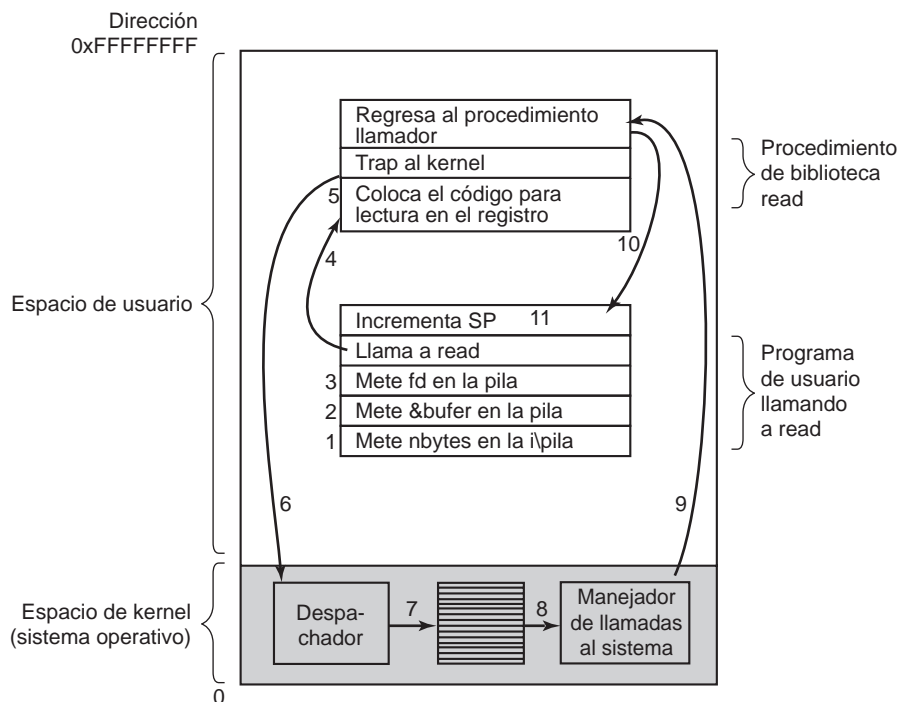 Dirección
0xFFFFFFFF
Regresa al procedimiento
llamador
Trap al kernel
5
Coloca el código para
lectura en el registro
Procedimiento
de biblioteca
read
4
10
Espacio de usuario
Incrementa SP 11
Llama a read
3 Mete fd en la pila
2 Mete &bufer en la pila
1 Mete nbytes en la i\pila
Programa
de usuario
llamando
a read
6
9
Espacio de kernel
(sistema operativo)
Despa-
chador
7
8
Manejador
de llamadas
al sistema
0